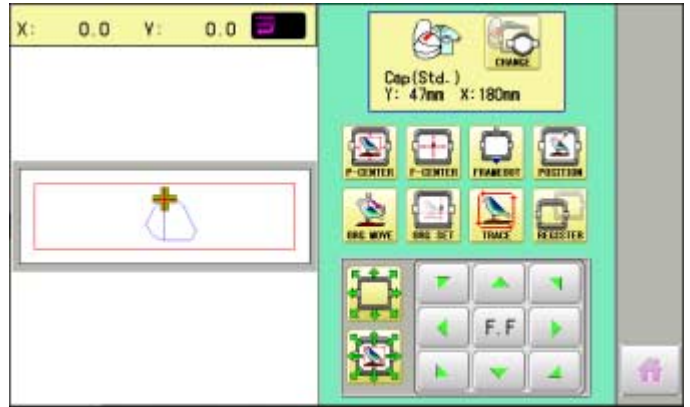 X: 0.0 Y: 0.0
CHANGE
Cap(Std.)
Y: 47mm X:180mm
P-CENTER F-CENTER FRAMEOUT POSITION
ORG MOVE ORG SET TRACE REGISTER
F.F